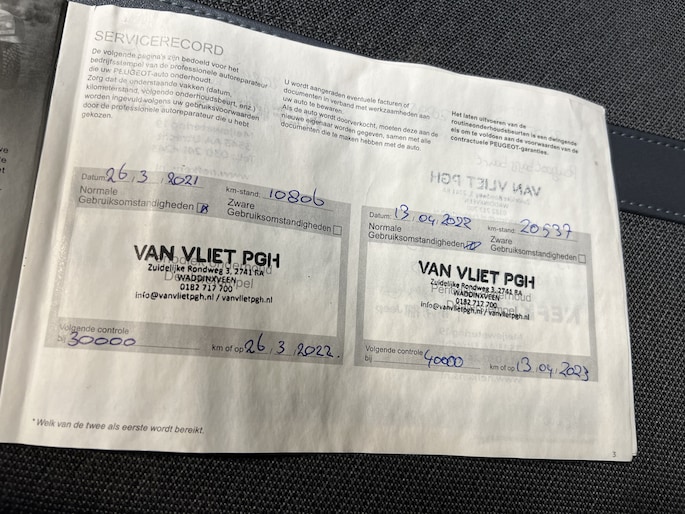 SERVICERECORD
De volgende pagina's zijn bedoeld voor het
bedrijfsstempel van de professionele autoreparateur
die uw PEUGEOT-auto onderhoudt.
Zorg dat de onderstaande vakken (datum,
kilometerstand, volgende onderhoudsbeurt, enz.)
worden ingevuld volgens uw gebruiksvoorwaarden
door de professionele autoreparateur die u hebt
gekozen.
U wordt aangeraden eventuele facturen of
documenten in verband met werkzaamheden aan
uw auto te bewaren.
Als de auto wordt doorverkocht, moeten deze aan de
nieuwe eigenaar worden gegeven, samen met alle
documenten die te maken hebben met de auto.
Het laten uitvoeren van de
routineonderhoudsbeurten is een dwingende
eis om te voldoen aan de voorwaarden van de
contractuele PEUGEOT-garanties.
Datum: 26.3.2021 km-stand: 10806
Normale Zware
Gebruiksomstandigheden Gebruiksomstandigheden
VAN VLIET PGH
Zuidelijke Rondweg 3, 2741 RA
WADDINXVEEN
0182 717 700
info@vanvlietpgh.nl / vanvlietpgh.nl
Volgende controle
bij 30000 km of op 26.3.2022.
Datum: 13.04.2022 km-stand: 20537
Normale Zware
Gebruiksomstandigheden Gebruiksomstandigheden
VAN VLIET PGH
Zuidelijke Rondweg 3, 2741 RA
WADDINXVEEN
0182 717 700
info@vanvlietpgh.nl / vanvlietpgh.nl
Volgende controle
bij 40000 km of op 13.04.2023
* Welk van de twee als eerste wordt bereikt.
3